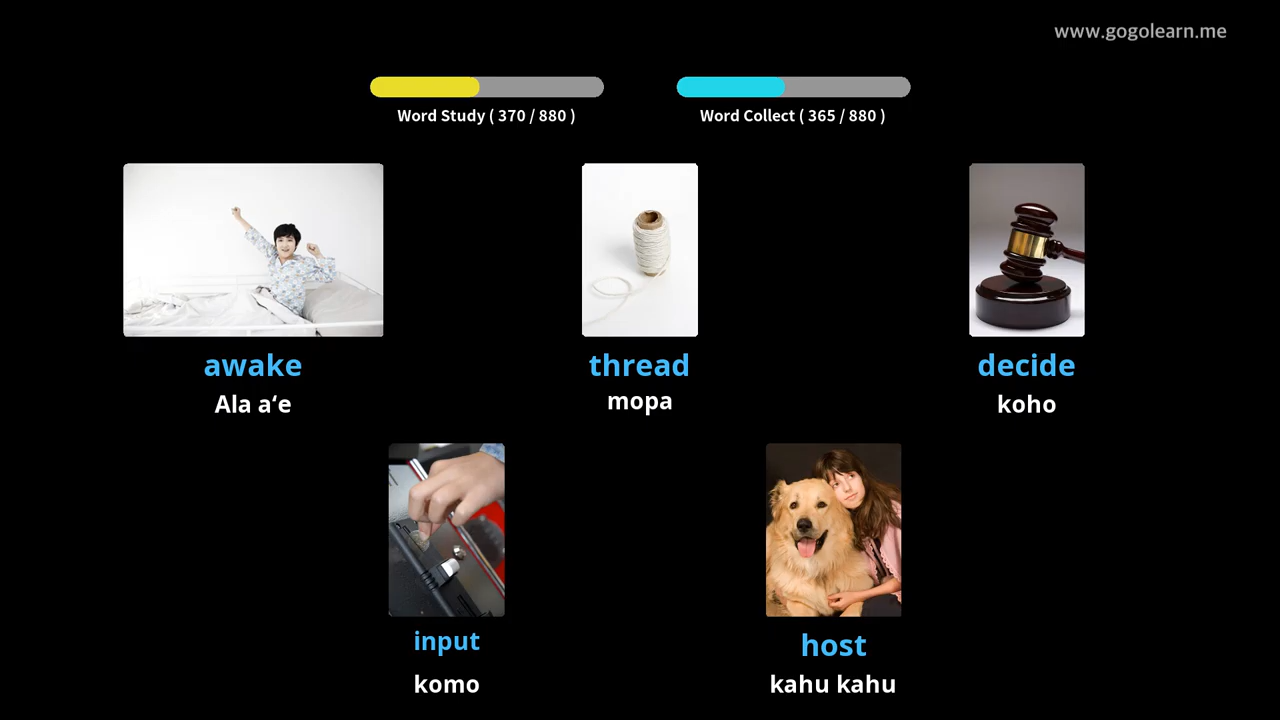 www.gogolearn.me
Word Study ( 370 / 880 )
Word Collect ( 365 / 880 )
awake
Ala aʻe
thread
mopa
decide
koho
input
komo
host
kahu kahu